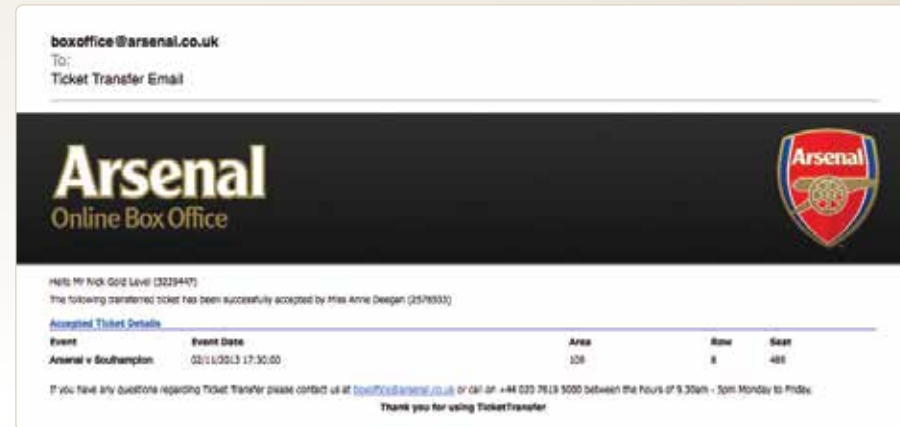 boxoffice@arsenal.co.uk
To:
Ticket Transfer Email
Arsenal
Online Box Office
Arsenal
Hello Mr Nick Gold Level (3229447)
The following transferred ticket has been successfully accepted by Miss Anne Deegan
Accepted Ticket Details
Event Event Date Area Row Seat
Arsenal v Southampton 02/11/2013 17:30:00 8
If you have any questions regarding Ticket Transfer please contact us at boxoffice@arsenal.co.uk or call on +44 020 7619 5000 between the hours of 9.30am - 5pm Monday to Friday.
Thank you for using TicketTransfer